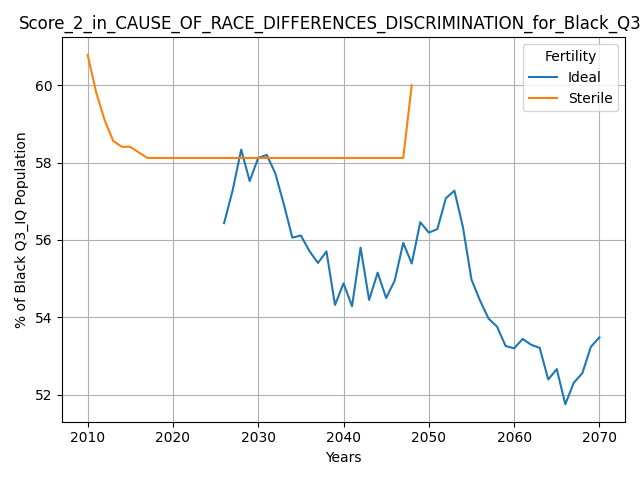 Score_2_in_CAUSE_OF_RACE_DIFFERENCES_DISCRIMINATION_for_Black_Q3
Fertility
Ideal
Sterile
% of Black Q3_IQ Population
60
58
56
54
52
2010 2020 2030 2040 2050 2060 2070
Years